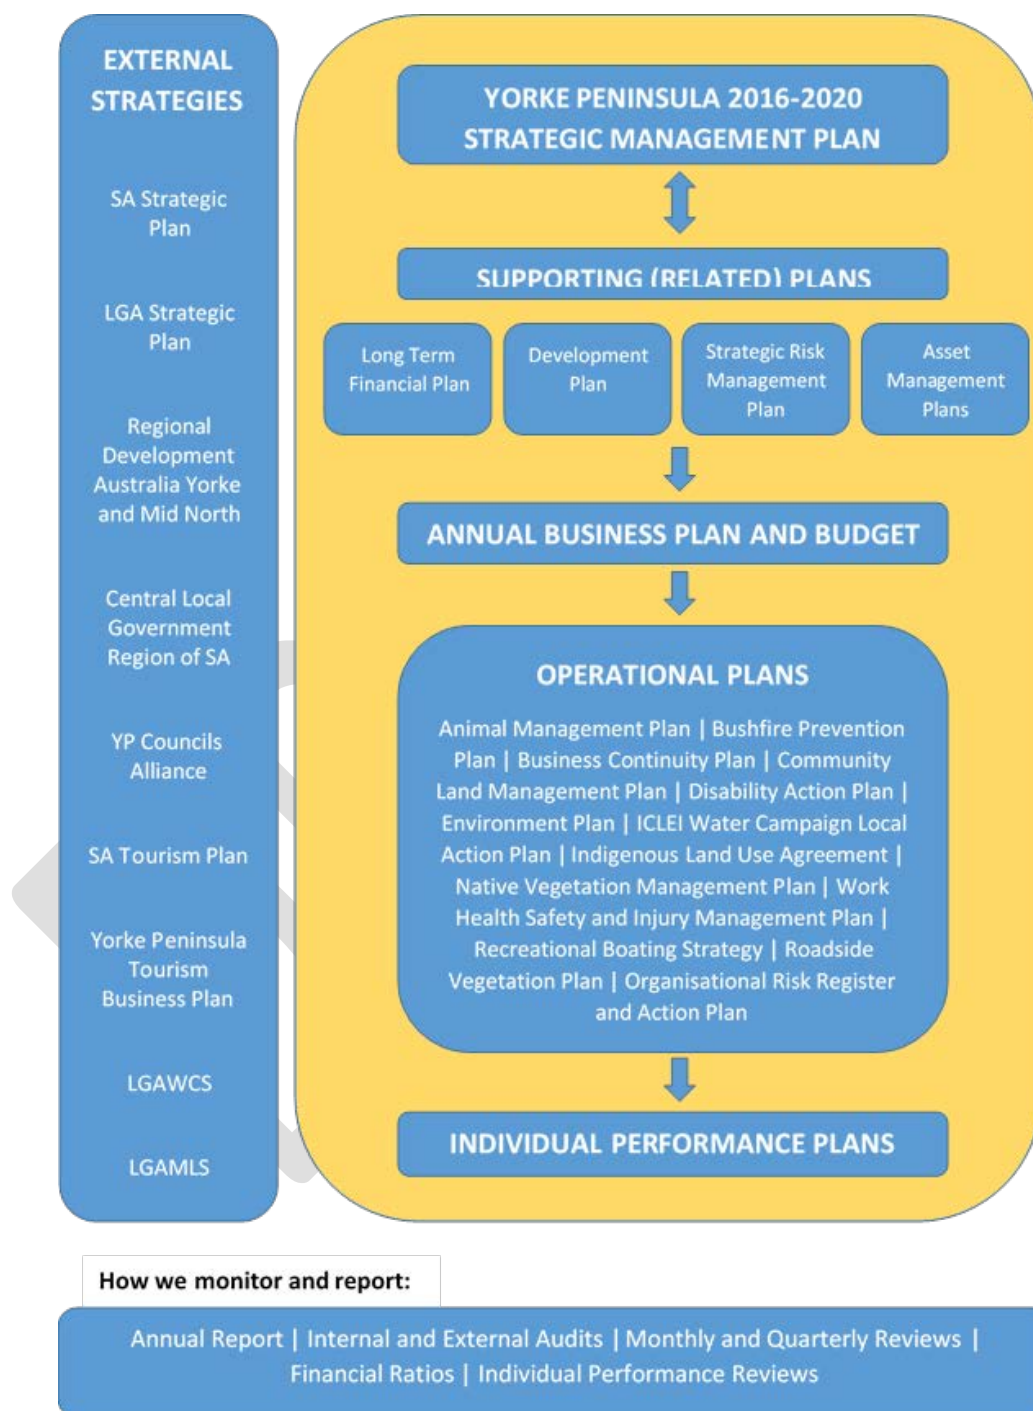 EXTERNAL
STRATEGIES
SA Strategic
Plan
LGA Strategic
Plan
Regional
Development
Australia Yorke
and Mid North
Central Local
Government
Region of SA
YP Councils
Alliance
SA Tourism Plan
Yorke Peninsula
Tourism
Business Plan
LGAWCS
LGAMLS
YORKE PENINSULA 2016-2020
STRATEGIC MANAGEMENT PLAN
SUPPORTING (RELATED) PLANS
Long Term
Financial Plan
Development
Plan
Strategic Risk
Management
Plan
Asset
Management
Plans
ANNUAL BUSINESS PLAN AND BUDGET
OPERATIONAL PLANS
Animal Management Plan | Bushfire Prevention
Plan | Business Continuity Plan | Community
Land Management Plan | Disability Action Plan |
Environment Plan | ICLEI Water Campaign Local
Action Plan | Indigenous Land Use Agreement |
Native Vegetation Management Plan | Work
Health Safety and Injury Management Plan |
Recreational Boating Strategy | Roadside
Vegetation Plan | Organisational Risk Register
and Action Plan
INDIVIDUAL PERFORMANCE PLANS
How we monitor and report:
Annual Report | Internal and External Audits | Monthly and Quarterly Reviews |
Financial Ratios | Individual Performance Reviews